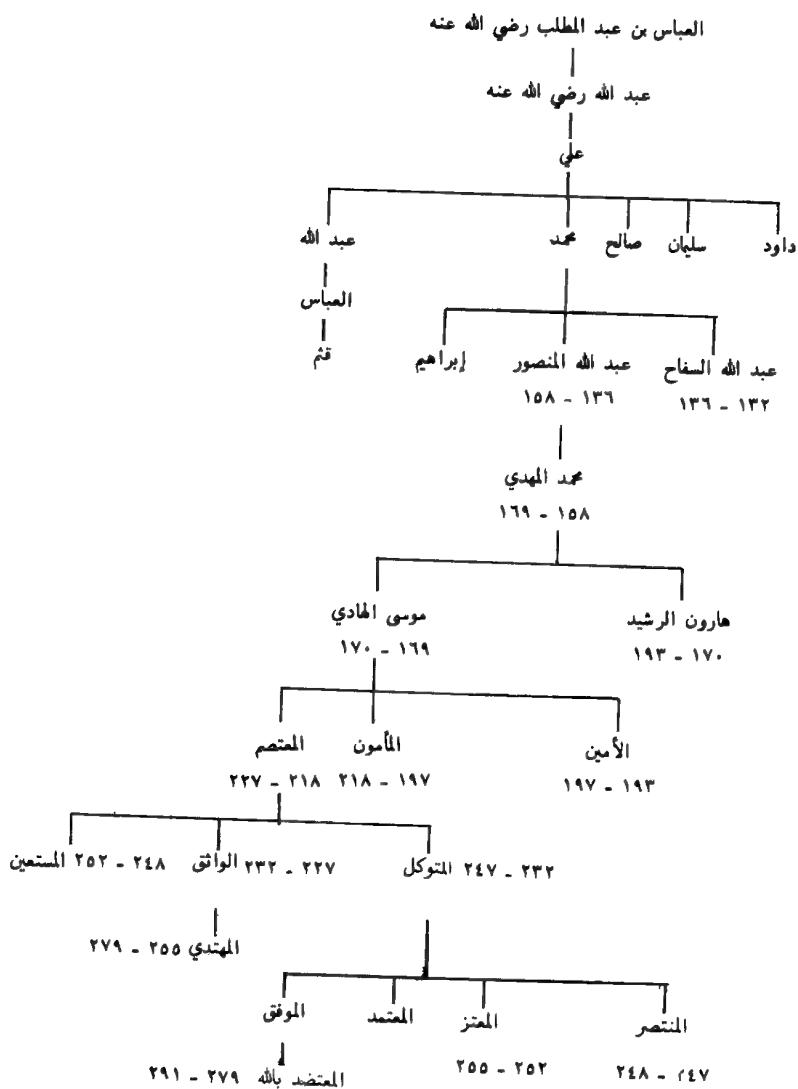 العباس بن عبد المطلب رضي الله عنه
عبد الله رضي الله عنه
علي
داود سليمان صالح محمد عبد الله
العباس
قثم
عبد الله السفاح عبد الله المنصور إبراهيم
١٣٢ - ١٣٦ ١٣٦ - ١٥٨
محمد المهدي
١٥٨ - ١٦٩
هارون الرشيد موسى الهادي
١٧٠ - ١٩٣ ١٦٩ - ١٧٠
الأمين المأمون المعتصم
١٩٣ - ١٩٧ ١٩٧ - ٢١٨ ٢١٨ - ٢٢٧
٢٣٢ - ٢٤٧ المتوكل ٢٢٧ - ٢٣٢ الواثق ٢٤٨ - ٢٥٢ المستعين
المهتدي ٢٥٥ - ٢٧٩
المنتصر المعتز المعتمد الموفق
٢٤٧ - ٢٤٨ ٢٥٢ - ٢٥٥ المعتضد بالله ٢٧٩ - ٢٩١